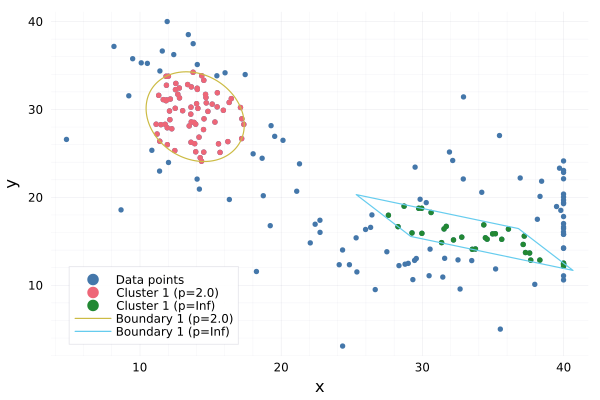 40
30
20
10
y
Data points
Cluster 1 (p=2.0)
Cluster 1 (p=Inf)
Boundary 1 (p=2.0)
Boundary 1 (p=Inf)
10 20 30 40
x